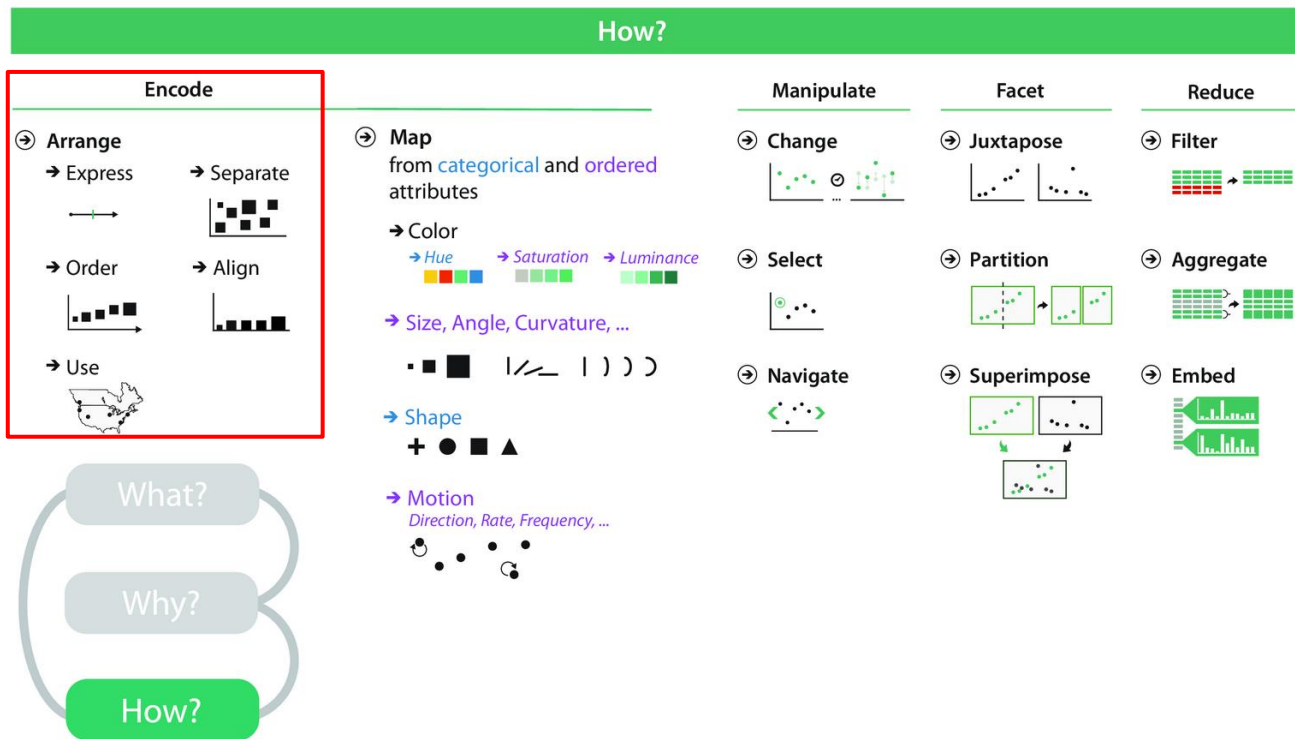 How?
Encode
Manipulate
Facet
Reduce
Arrange
Express
Separate
Order
Align
Use
Map
from categorical and ordered
attributes
Color
Hue
Saturation
Luminance
Size, Angle, Curvature, ...
Shape
Motion
Direction, Rate, Frequency, ...
Change
...
Select
Navigate
Juxtapose
Partition
Superimpose
Filter
Aggregate
Embed
What?
Why?
How?